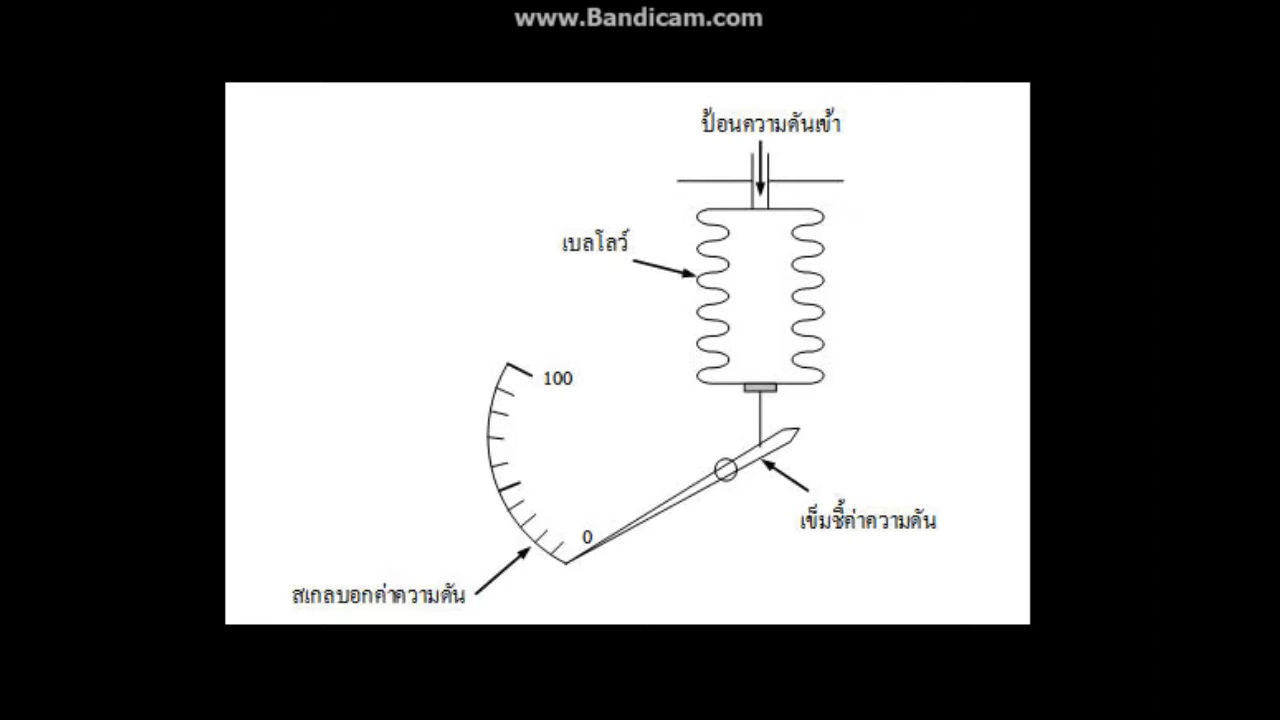 www.Bandicam.com
ป้อนความดันเข้า
เบลโลว์
100
0
เข็มชี้ค่าความดัน
สเกลบอกค่าความดัน